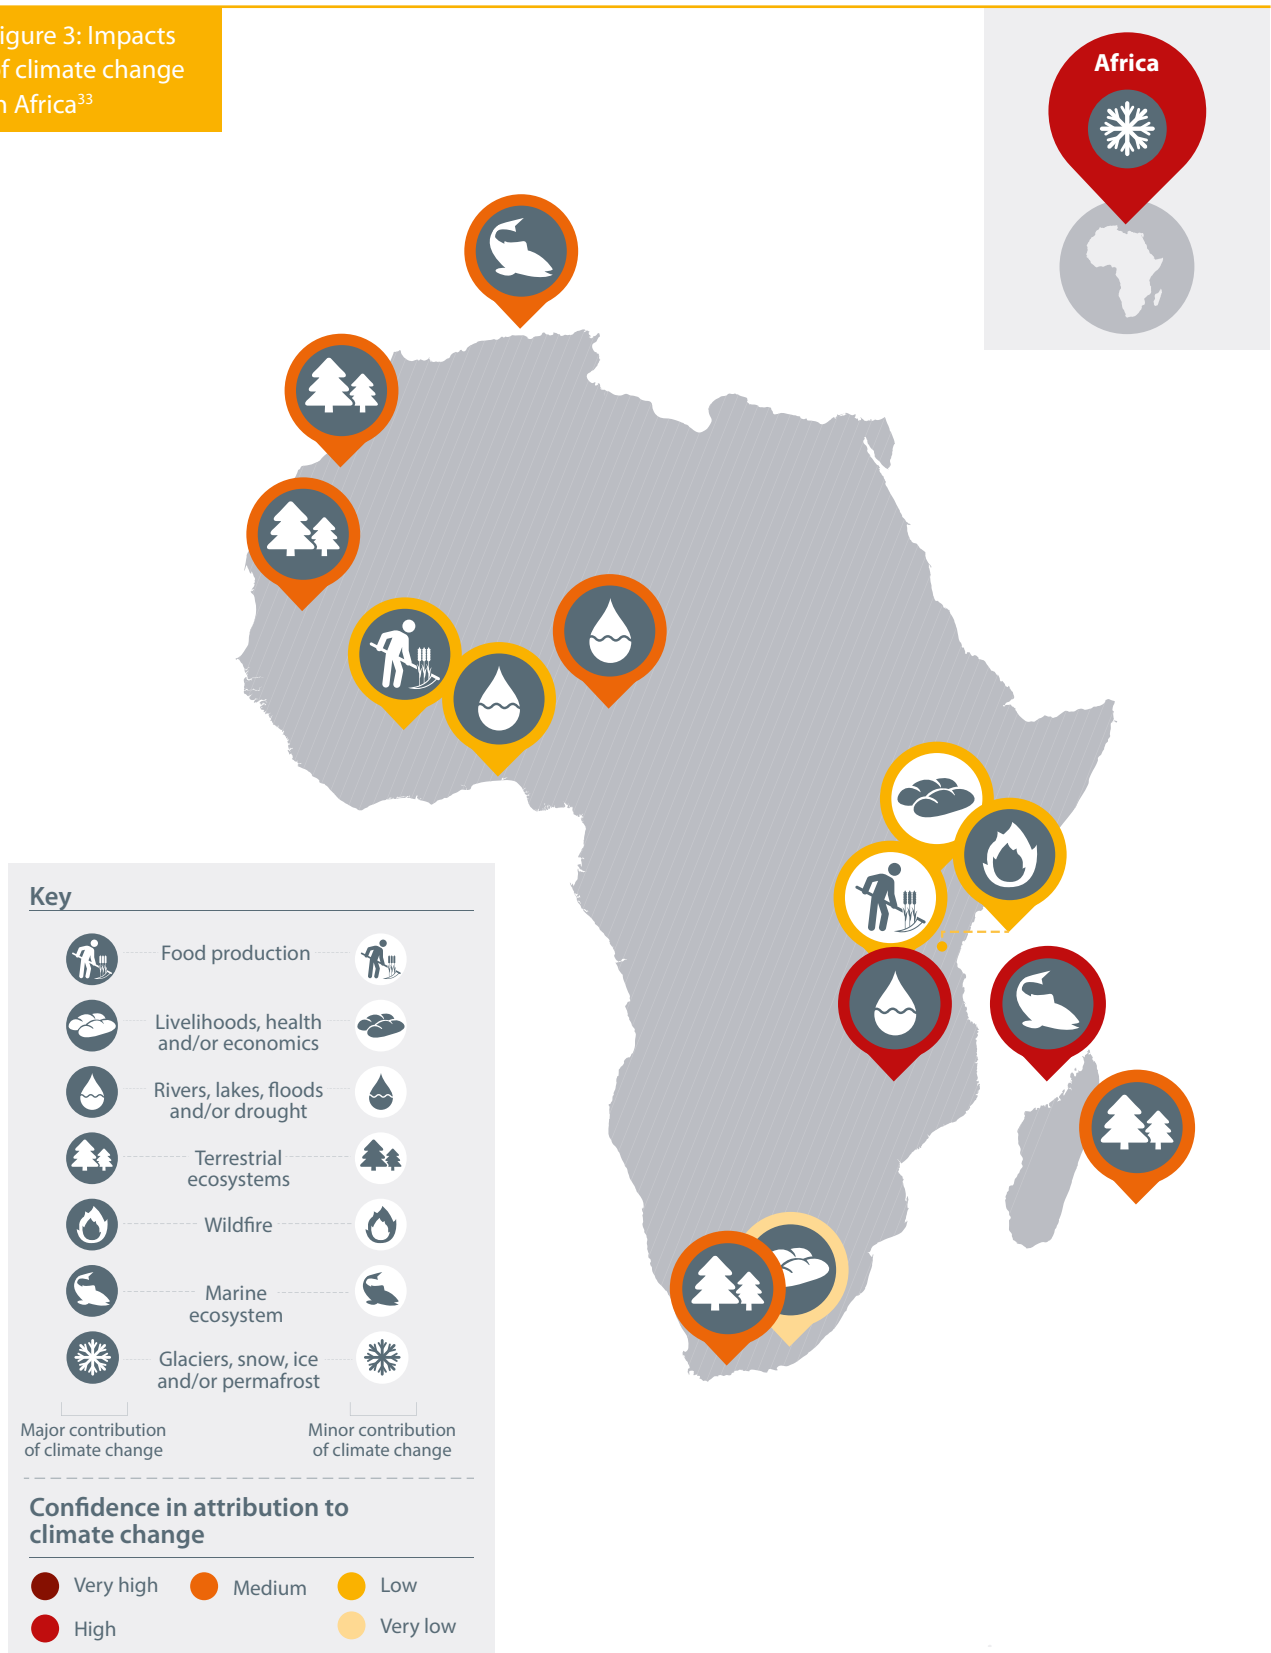 igure 3: Impacts
f climate change
n Africa33
Africa
Key
Food production
Livelihoods, health
and/or economics
Rivers, lakes, floods
and/or drought
Terrestrial
ecosystems
Wildfire
Marine
ecosystem
Glaciers, snow, ice
and/or permafrost
Major contribution
of climate change
Minor contribution
of climate change
Confidence in attribution to
climate change
Very high
Medium
Low
High
Very low